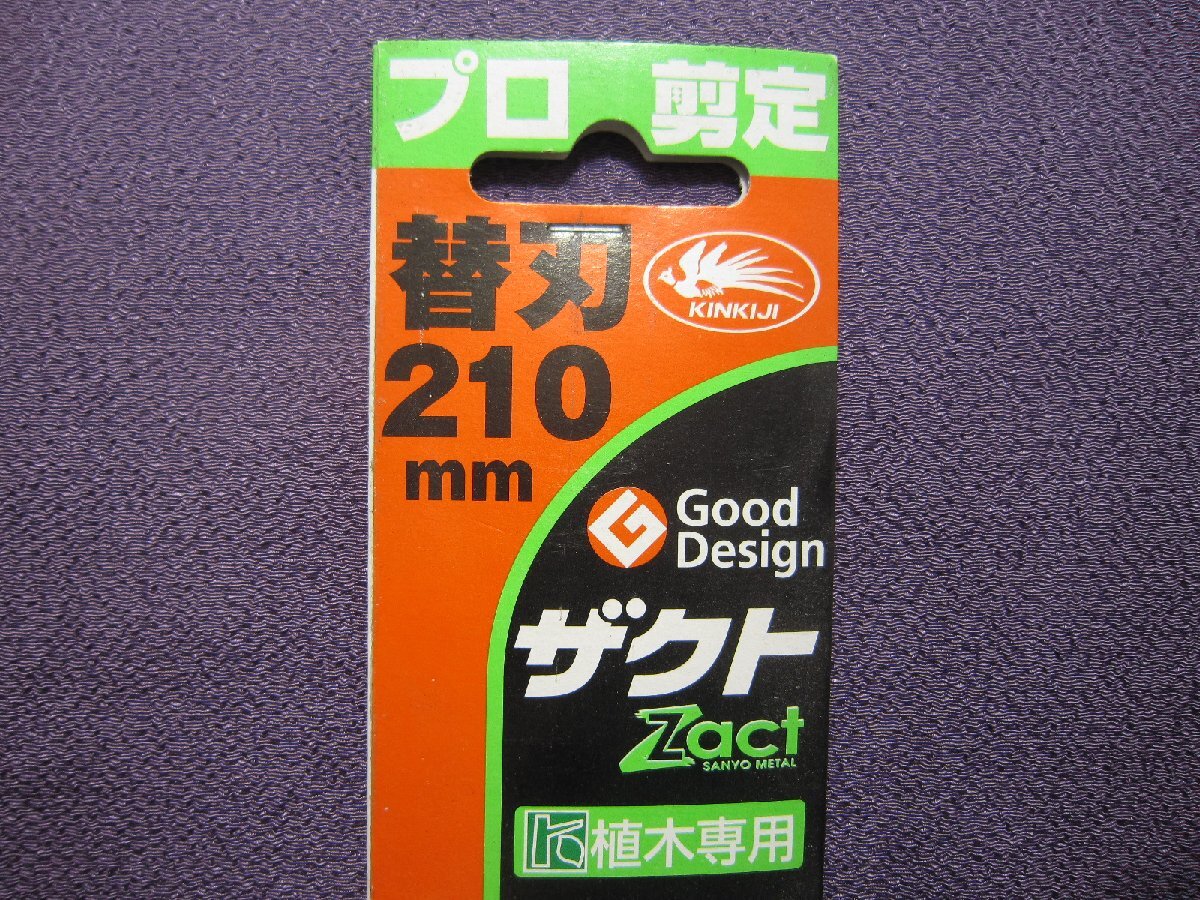 プロ 剪定
替刃
KINKIJI
210
mm
Good
Design
ザクト
Zact
SANYO METAL
植木専用